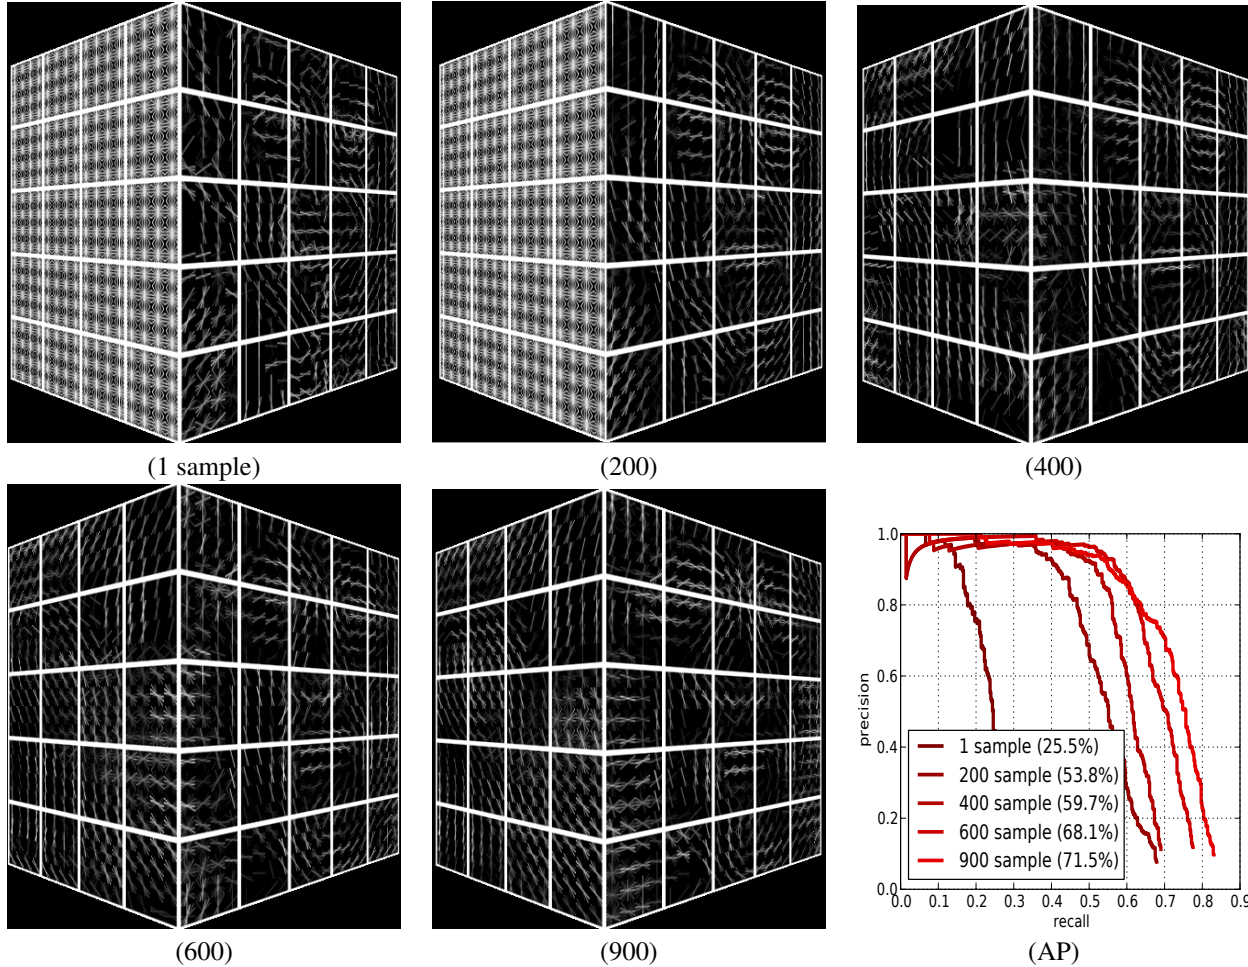 (1 sample)
(200)
(400)
(600)
(900)
1.0
0.8
0.6
0.4
0.2
0.0
precision
1 sample (25.5%)
200 sample (53.8%)
400 sample (59.7%)
600 sample (68.1%)
900 sample (71.5%)
0.0 0.1 0.2 0.3 0.4 0.5 0.6 0.7 0.8 0.9
recall
(AP)